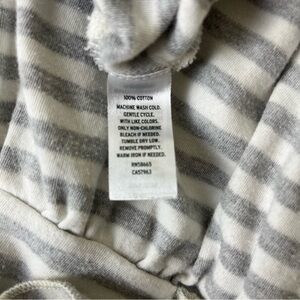 100% COTTON
MACHINE WASH COLD.
GENTLE CYCLE.
WITH LIKE COLORS.
ONLY NON-CHLORINE
BLEACH IF NEEDED.
TUMBLE DRY LOW.
REMOVE PROMPTLY.
WARM IRON IF NEEDED.
RN58665
CA57963